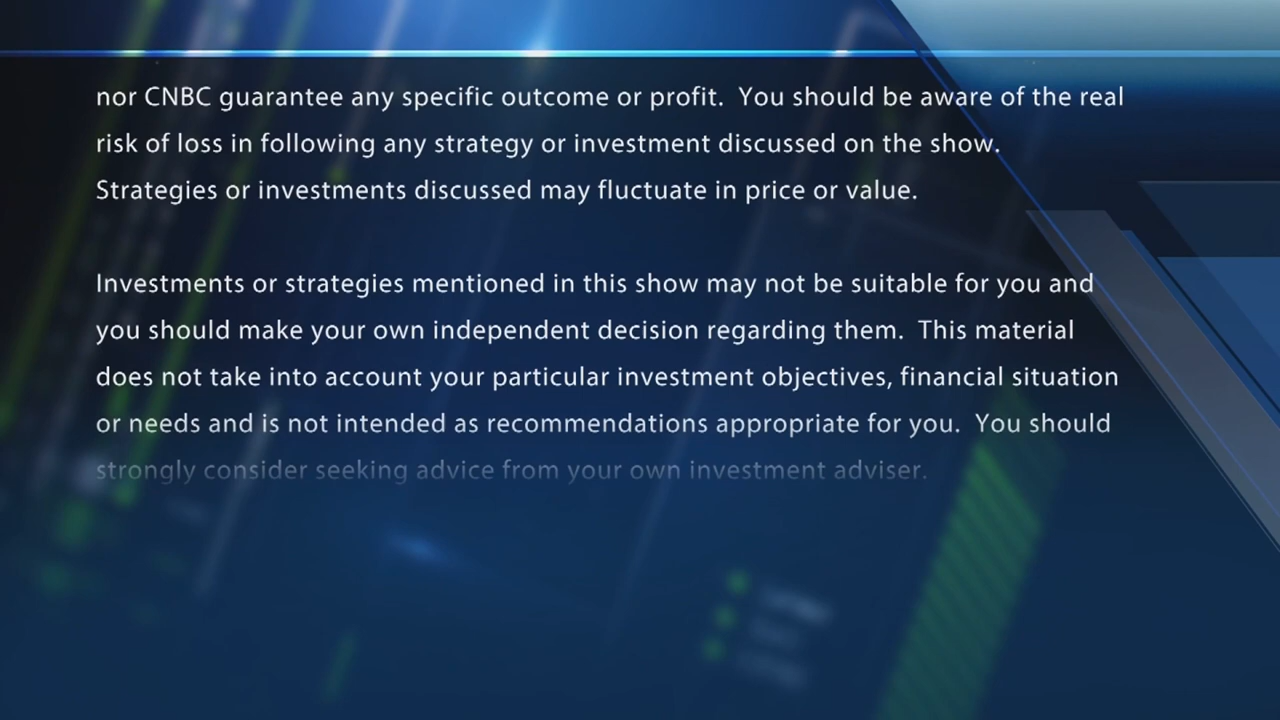 nor CNBC guarantee any specific outcome or profit.  You should be aware of the real
risk of loss in following any strategy or investment discussed on the show.
Strategies or investments discussed may fluctuate in price or value.
Investments or strategies mentioned in this show may not be suitable for you and
you should make your own independent decision regarding them.  This material
does not take into account your particular investment objectives, financial situation
or needs and is not intended as recommendations appropriate for you.  You should
strongly consider seeking advice from your own investment adviser.